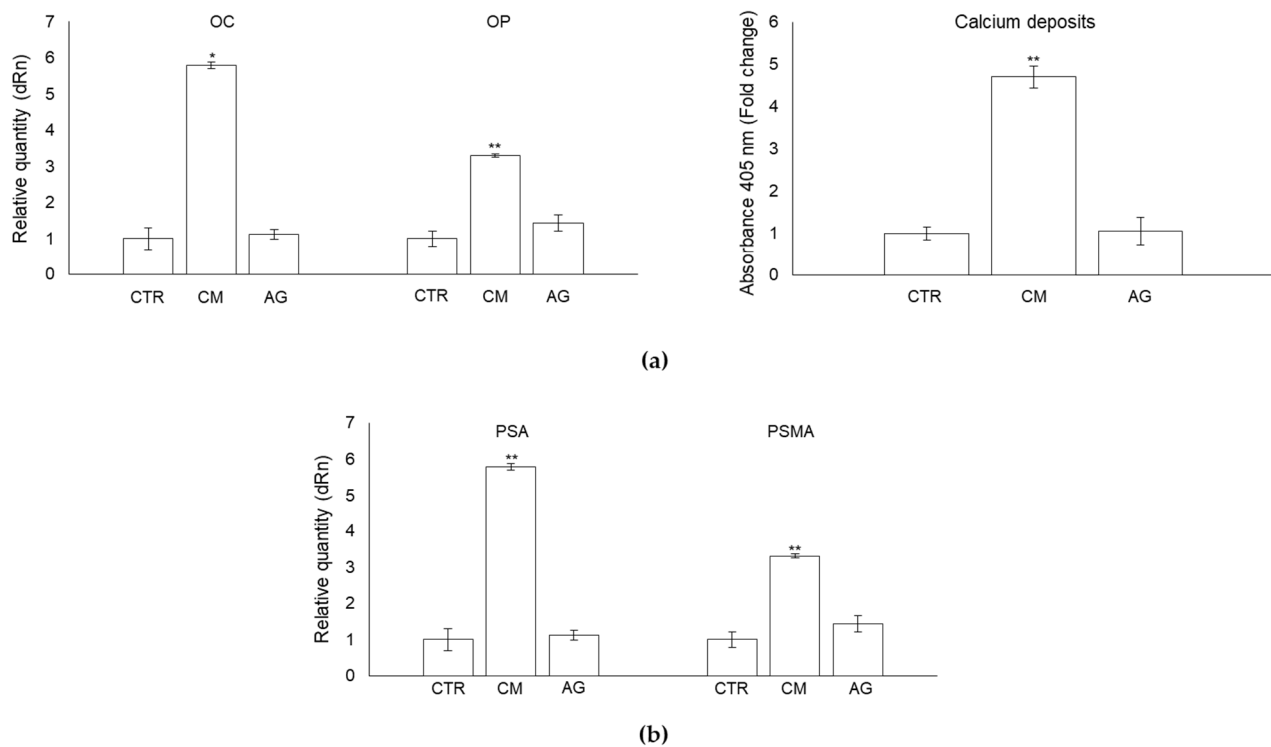 OC OP
Relative quantity (dRn)
7
6
5
4
3
2
1
0
*
**
CTR CM AG CTR CM AG
Calcium deposits
Absorbance 405 nm (Fold change)
6
5
4
3
2
1
0
**
CTR CM AG
(a)
PSA PSMA
Relative quantity (dRn)
7
6
5
4
3
2
1
0
**
**
CTR CM AG CTR CM AG
(b)